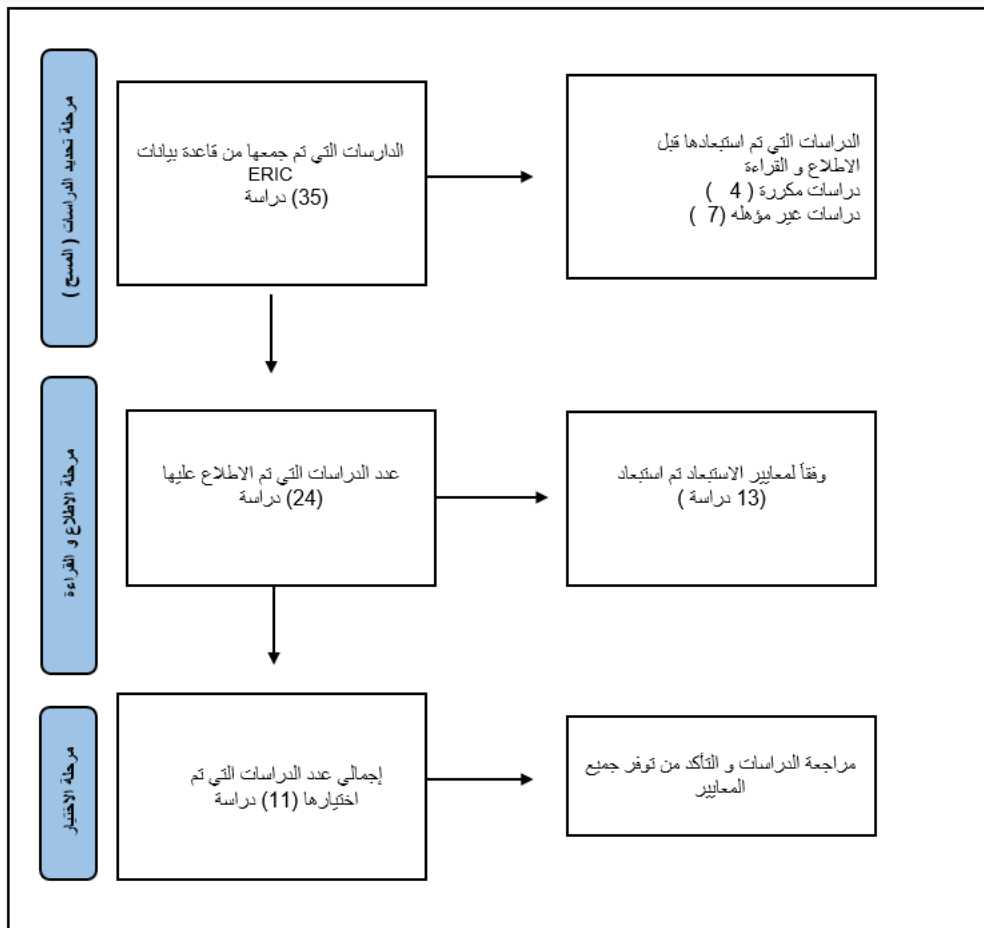 مرحلة تحديد الدراسات ( المسح )
الدارسات التي تم جمعها من قاعدة بيانات
ERIC
(35) دراسة
الدراسات التي تم استبعادها قبل
الاطلاع و القراءة
دراسات مكررة ( 4 )
دراسات غير مؤهله (7 )
مرحلة الاطلاع و القراءة
عدد الدراسات التي تم الاطلاع عليها
(24) دراسة
وفقاً لمعايير الاستبعاد تم استبعاد
(13 دراسة )
مرحلة الاختيار
إجمالي عدد الدراسات التي تم
اختيارها (11) دراسة
مراجعة الدراسات و التأكد من توفر جميع
المعايير